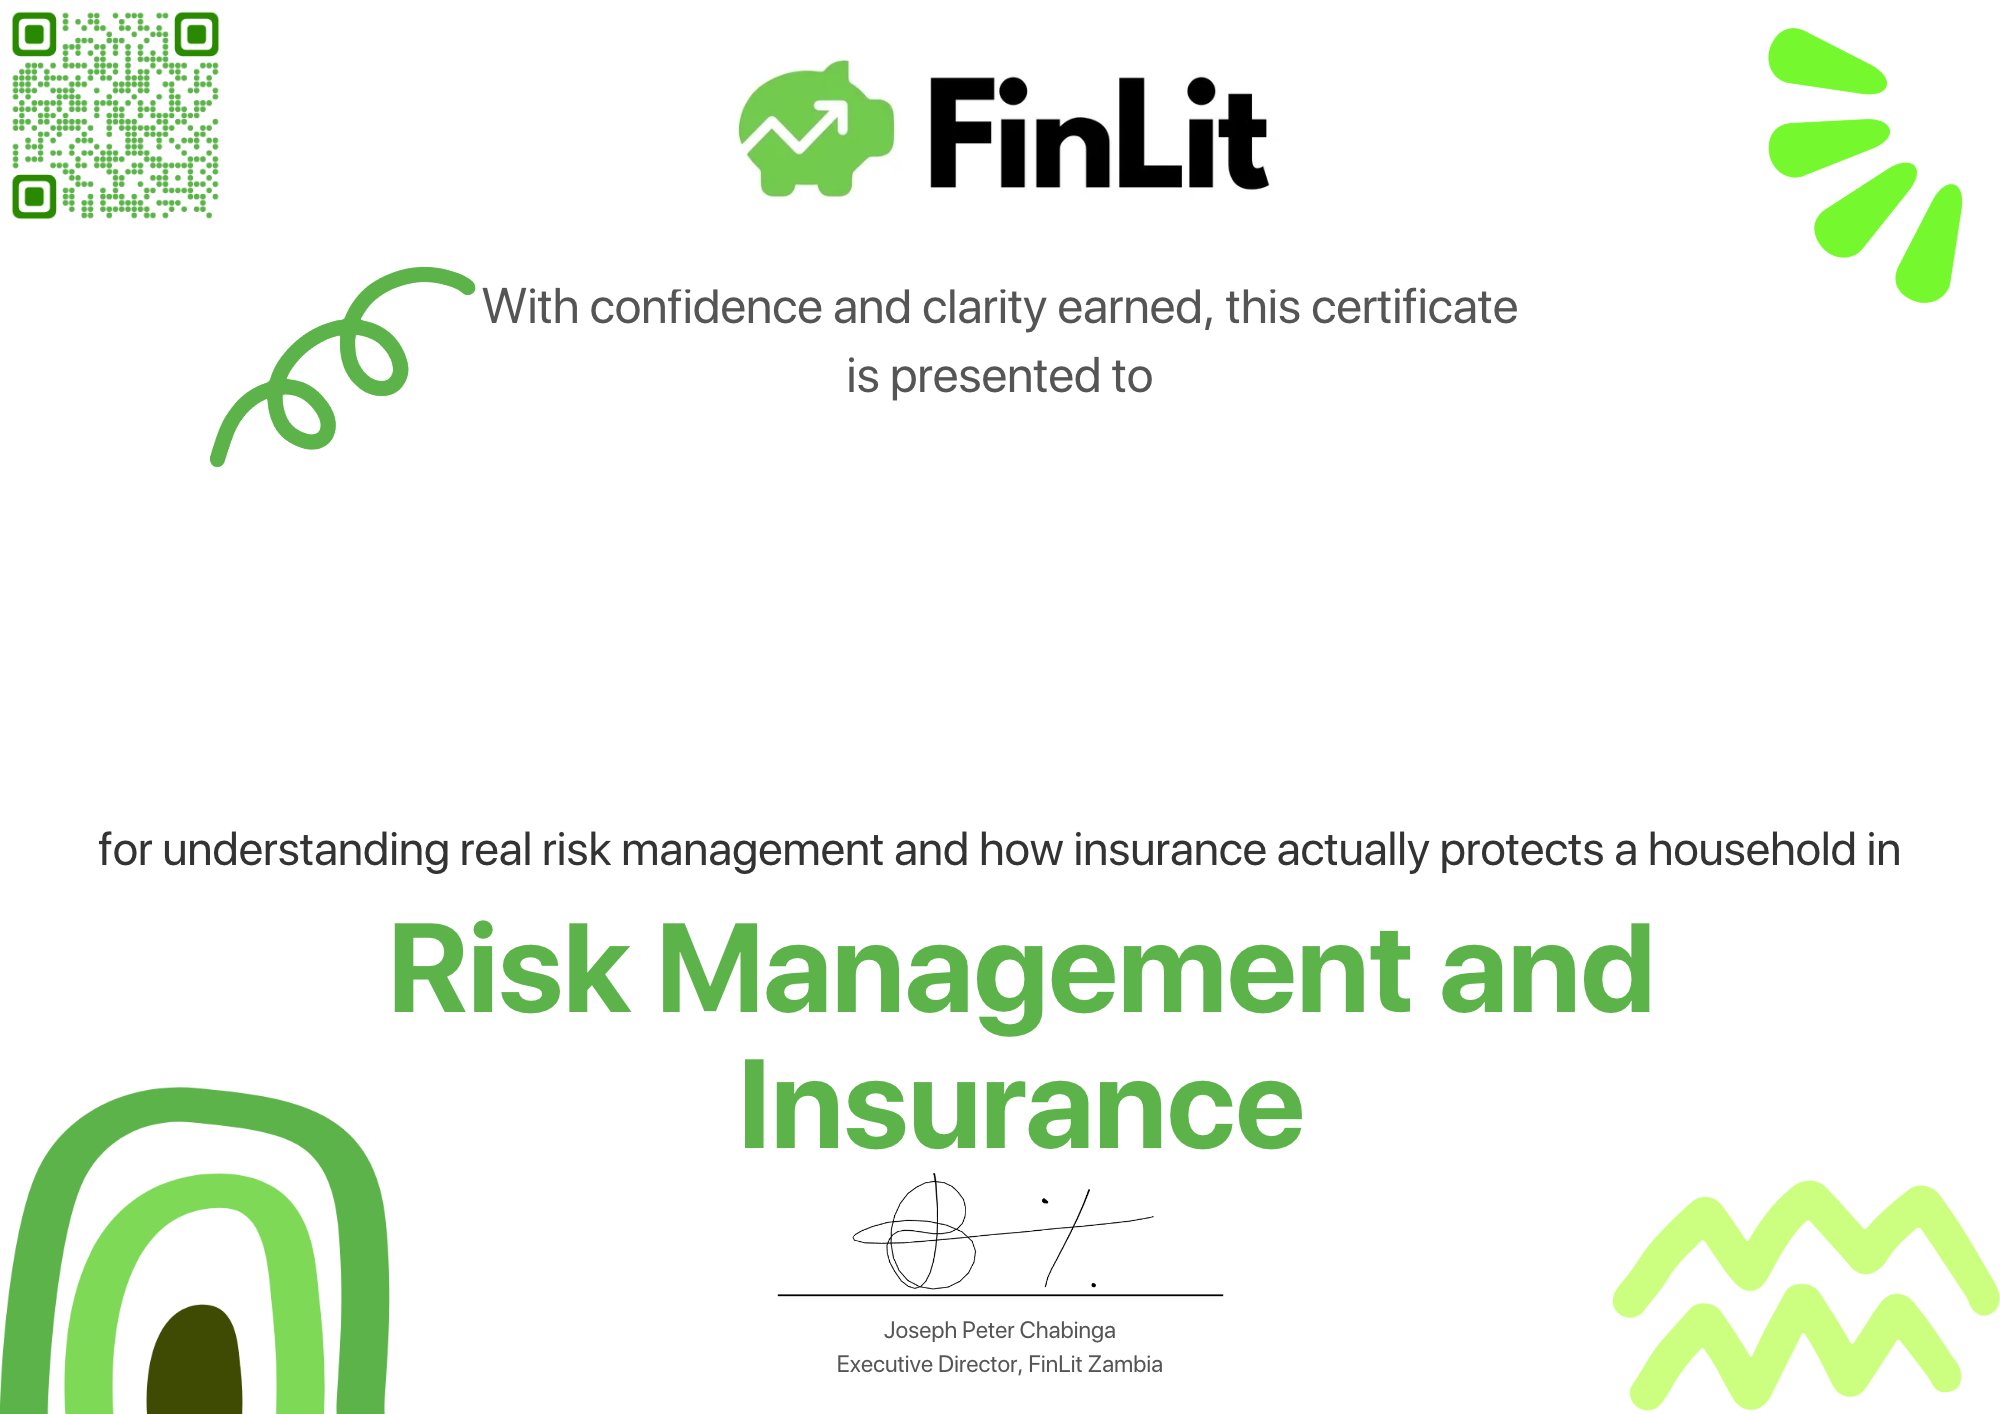 FinLit
With confidence and clarity earned, this certificate
is presented to
for understanding real risk management and how insurance actually protects a household in
Risk Management and
Insurance
Joseph Peter Chabinga
Executive Director, FinLit Zambia